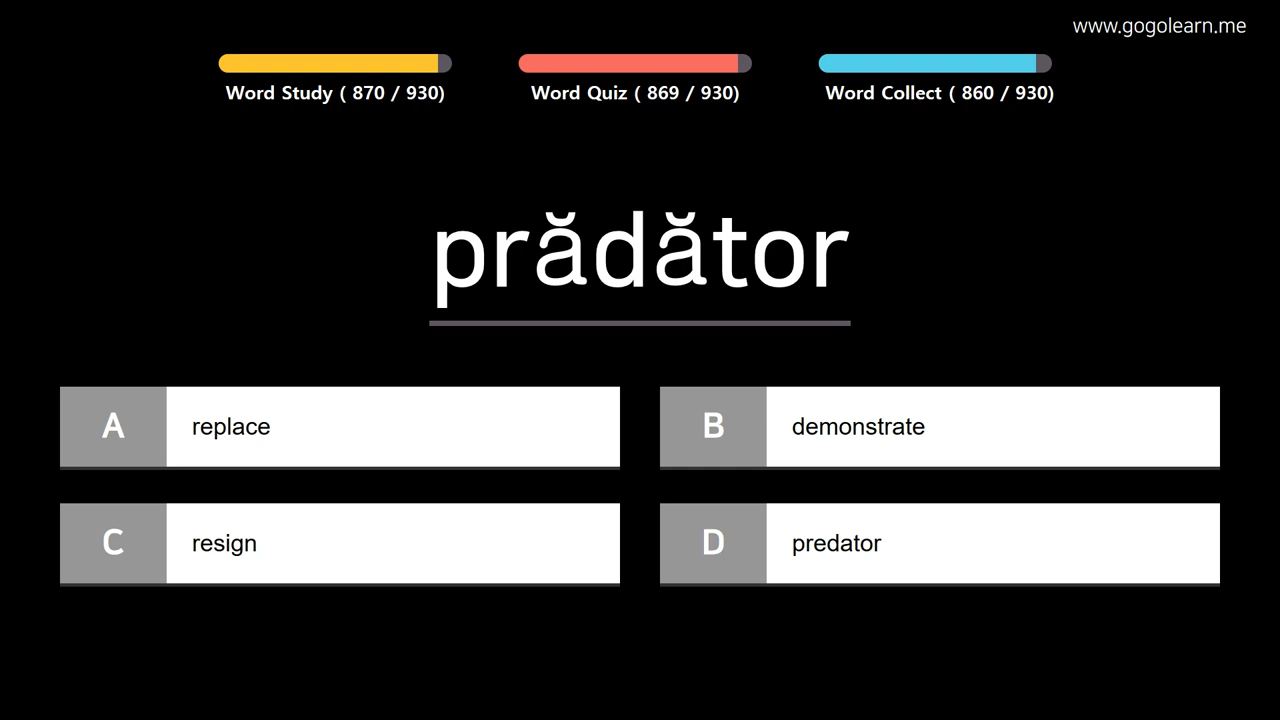 www.gogolearn.me
Word Study ( 870 / 930)
Word Quiz ( 869 / 930)
Word Collect ( 860 / 930)
prădător
A replace
B demonstrate
C resign
D predator